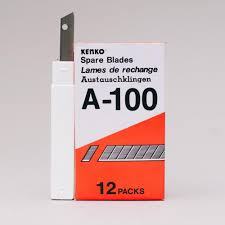 KENKO
Spare Blades
Lames de rechange
Austauschklingen
A-100
12 PACKS